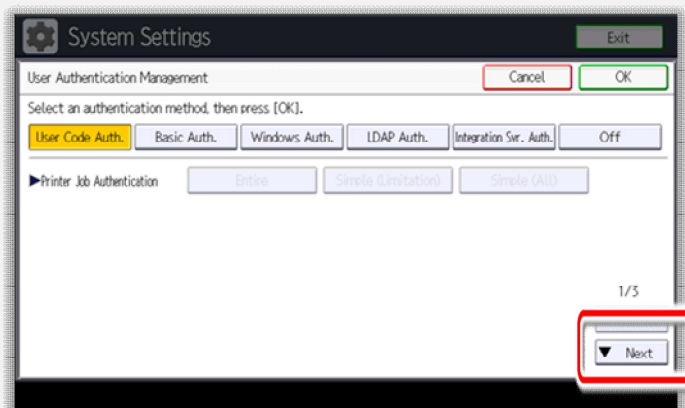 System Settings
Exit
User Authentication Management
Cancel
OK
Select an authentication method, then press [OK].
User Code Auth.
Basic Auth.
Windows Auth.
LDAP Auth.
Integration Svr. Auth.
Off
►Printer Job Authentication
Entire
Simple (Limitation)
Simple (All)
1/3
▼ Next